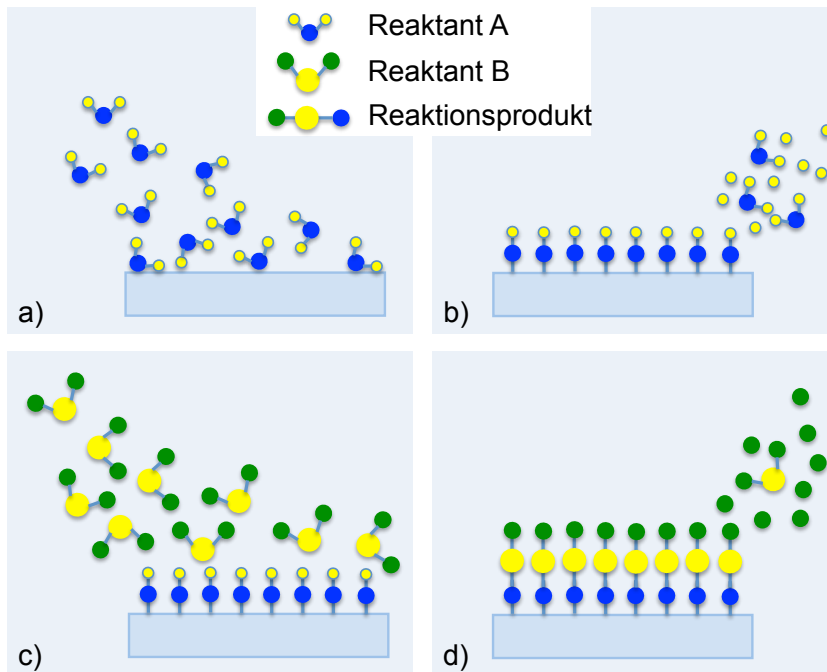 Reaktant A
Reaktant B
Reaktionsprodukt
a)
b)
c)
d)